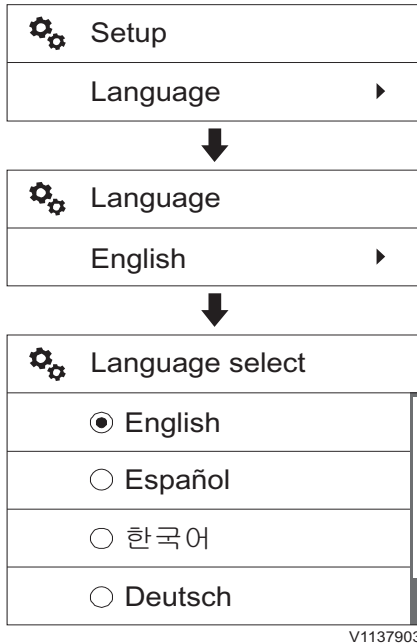 Setup
Language
Language
English
Language select
English
Español
한국어
Deutsch
V1137903